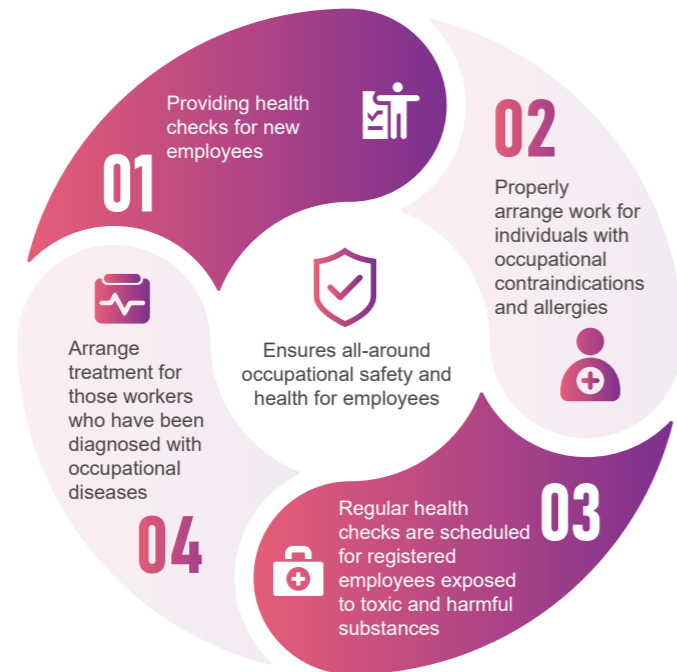 01
Providing health
checks for new
employees
02
Properly
arrange work for
individuals with
occupational
contraindications
and allergies
Ensures all-around
occupational safety and
health for employees
03
Regular health
checks are scheduled
for registered
employees exposed
to toxic and harmful
substances
Arrange
treatment for
those workers
who have been
diagnosed with
occupational
diseases
04